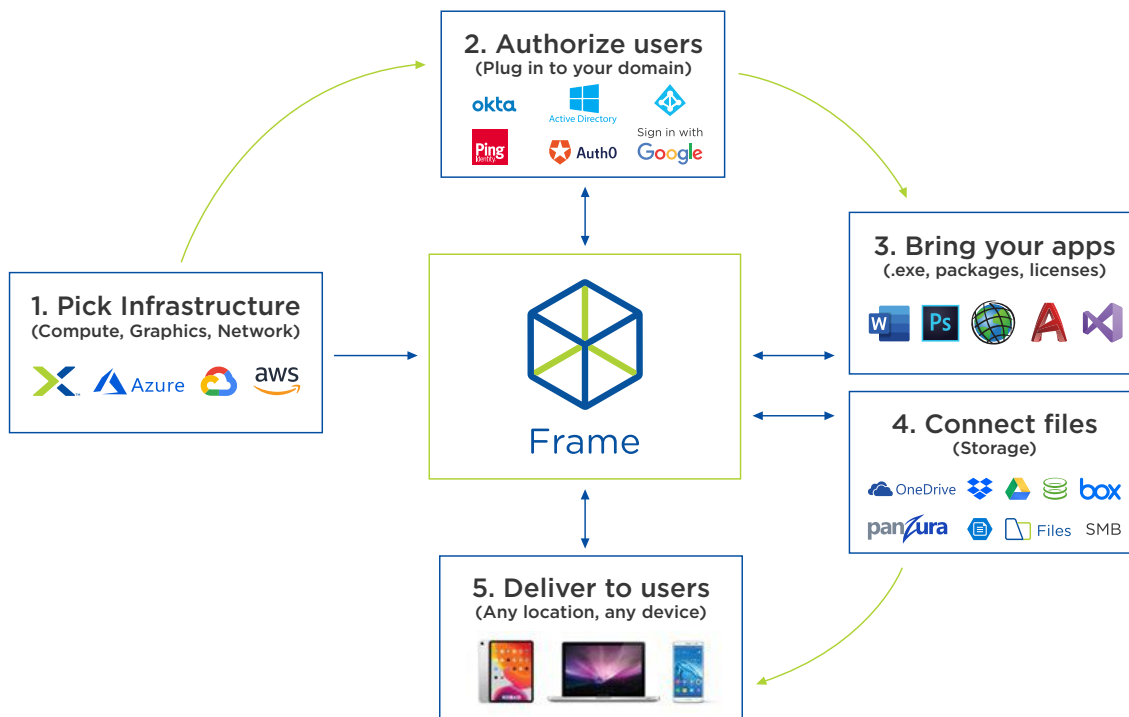 2. Authorize users
(Plug in to your domain)
okta
Active Directory
Ping
Identity
Auth0
Sign in with
Google
1. Pick Infrastructure
(Compute, Graphics, Network)
Azure
aws
Frame
3. Bring your apps
(.exe, packages, licenses)
W
Ps
4. Connect files
(Storage)
OneDrive
box
panzura
Files
SMB
5. Deliver to users
(Any location, any device)